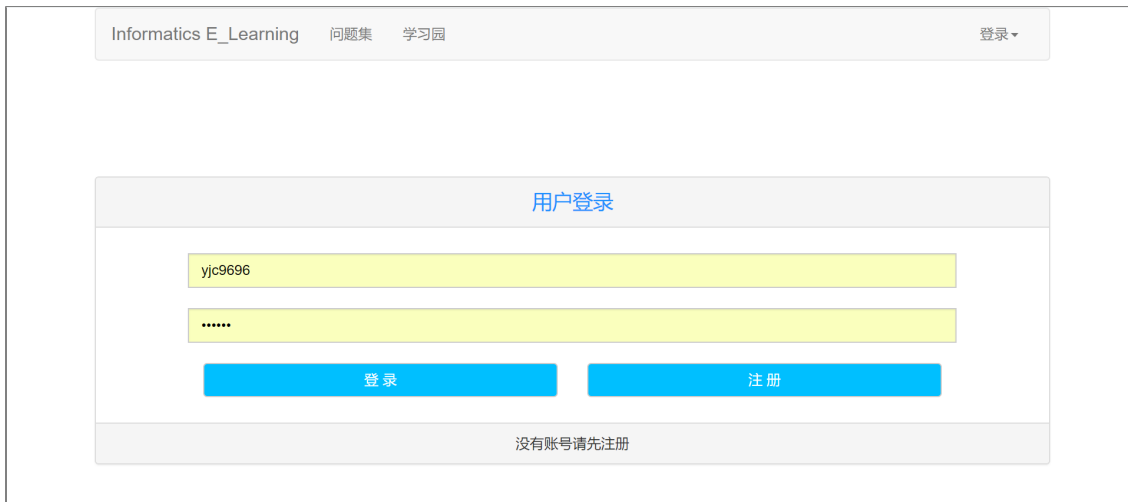 Informatics E_Learning 问题集 学习园 登录
用户登录
yjc9696
••••••
登 录 注 册
没有账号请先注册